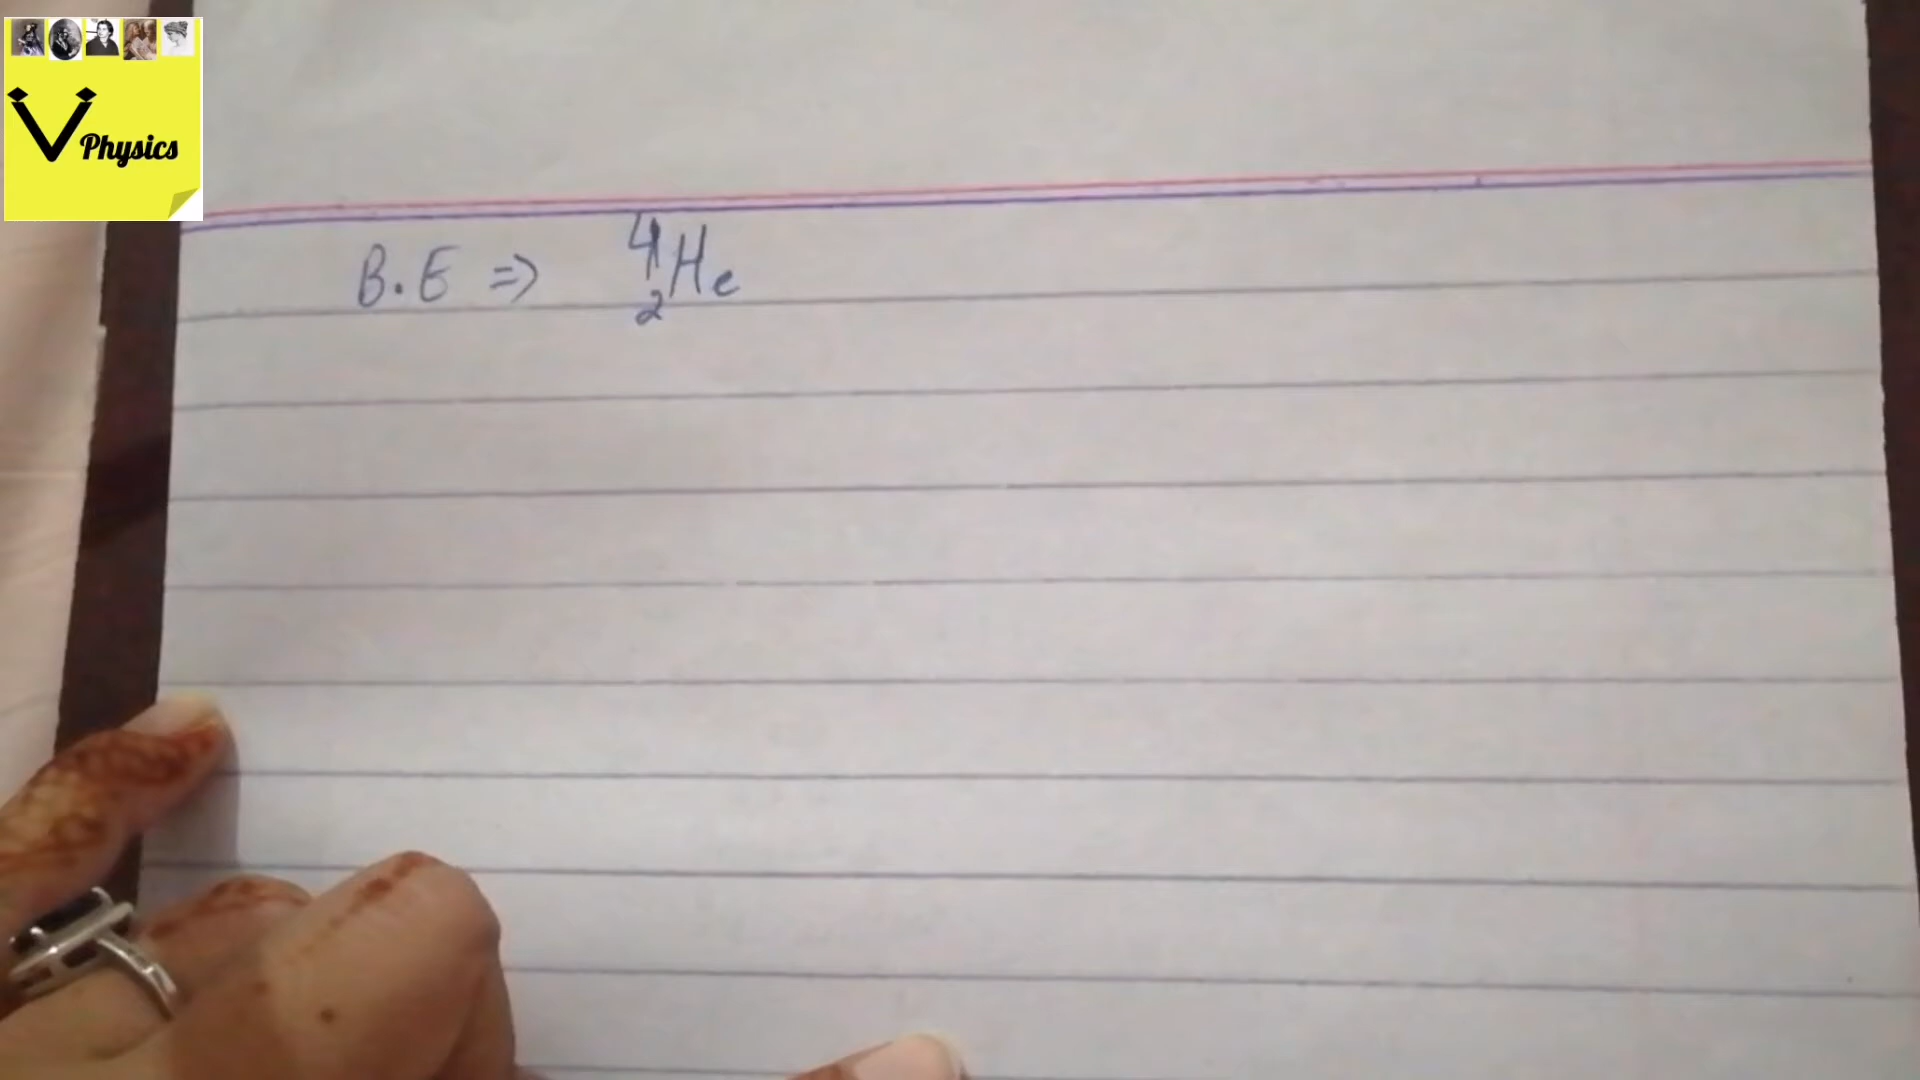 V Physics
B.E => ⁴₂He